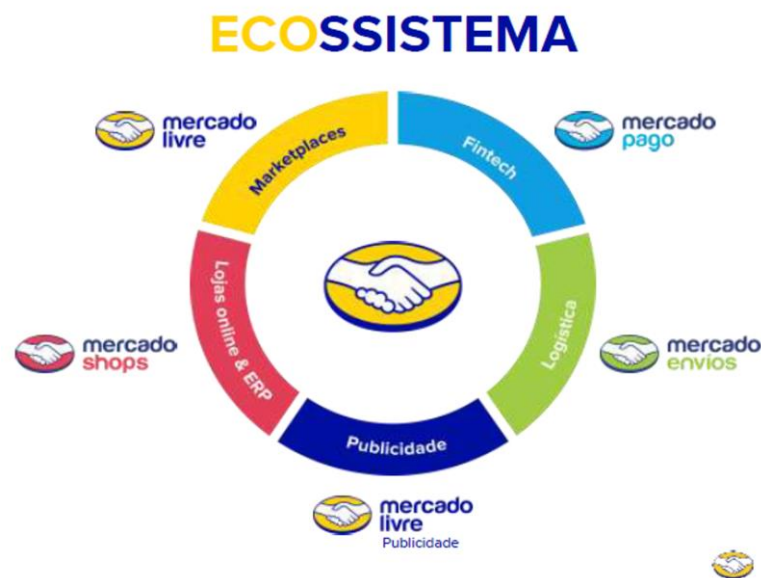 ECOSSISTEMA
mercado
livre
Marketplaces
Fintech
mercado
pago
Lojas online & ERP
Logística
mercado
shops
mercado
envios
Publicidade
mercado
livre
Publicidade